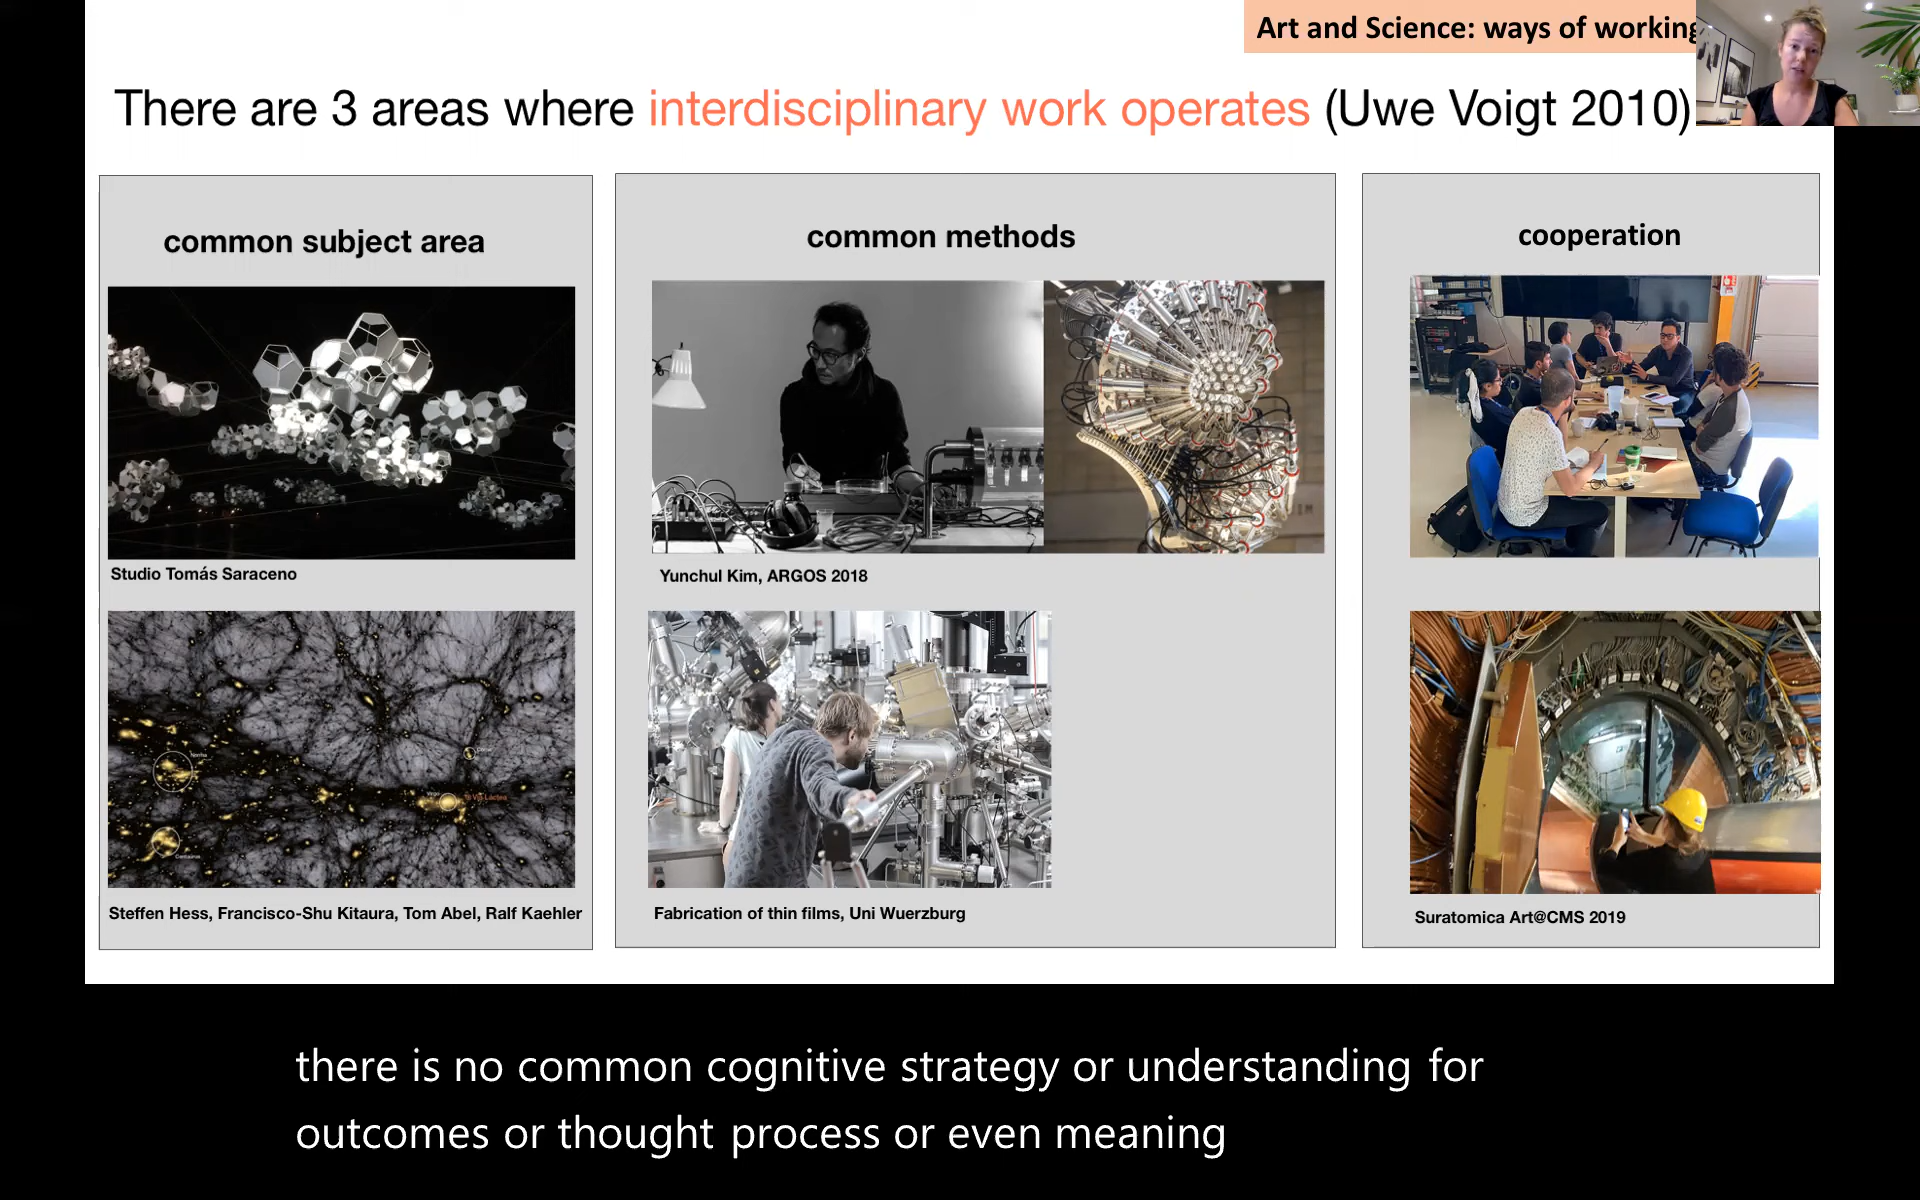 Art and Science: ways of working
There are 3 areas where interdisciplinary work operates (Uwe Voigt 2010)
common subject area
Studio Tomás Saraceno
Steffen Hess, Francisco-Shu Kitaura, Tom Abel, Ralf Kaehler
common methods
Yunchul Kim, ARGOS 2018
Fabrication of thin films, Uni Wuerzburg
cooperation
Suratomica Art@CMS 2019
there is no common cognitive strategy or understanding for
outcomes or thought process or even meaning